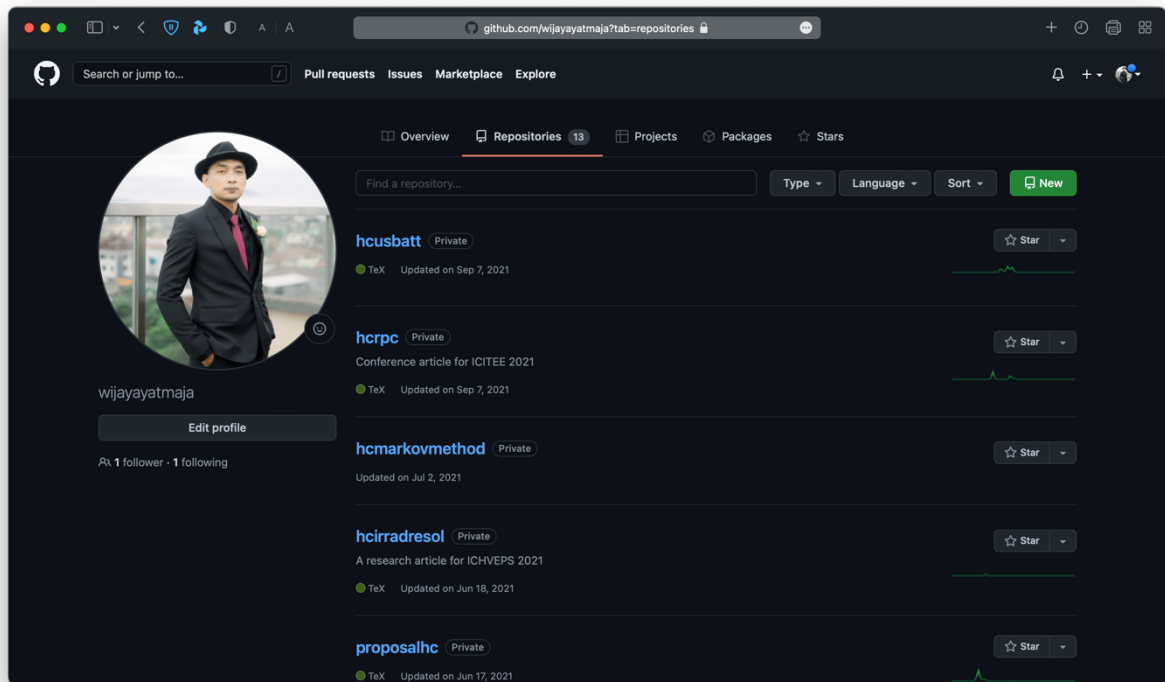 A A github.com/wijayayatmaja?tab=repositories
Search or jump to... / Pull requests Issues Marketplace Explore
Overview Repositories 13 Projects Packages Stars
Find a repository... Type Language Sort New
hcusbatt Private Star
TeX Updated on Sep 7, 2021
hcrpc Private Star
Conference article for ICITEE 2021
TeX Updated on Sep 7, 2021
wijayayatmaja
Edit profile
1 follower · 1 following
hcmarkovmethod Private Star
Updated on Jul 2, 2021
hcirradresol Private Star
A research article for ICHVEPS 2021
TeX Updated on Jun 18, 2021
proposalhc Private Star
TeX Updated on Jun 17, 2021